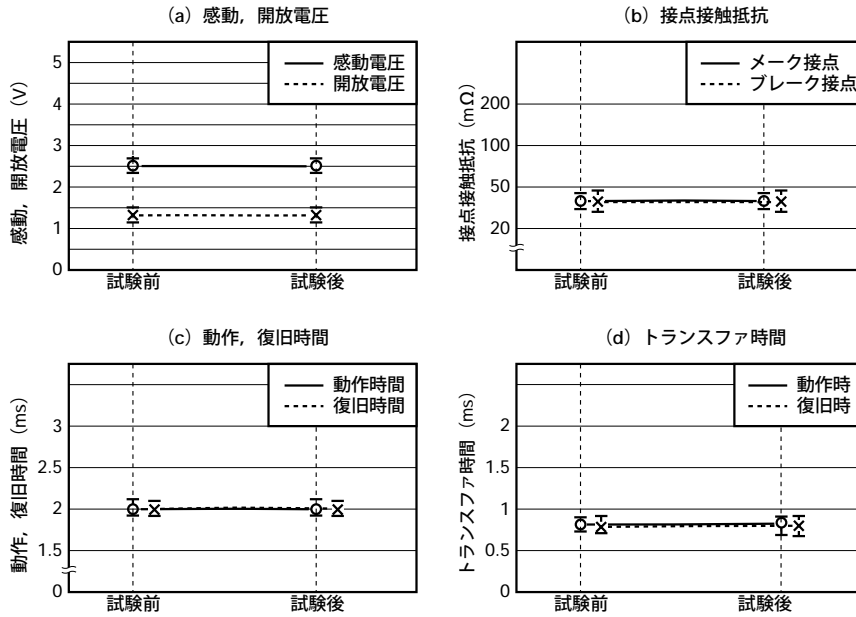 (a) 感動，開放電圧
感動，開放電圧 (V)
感動電圧
開放電圧
5
4
3
2
1
0
試験前 試験後
(b) 接点接触抵抗
接点接触抵抗 (mΩ)
メーク接点
ブレーク接点
200
100
50
20
試験前 試験後
(c) 動作，復旧時間
動作，復旧時間 (ms)
動作時間
復旧時間
3
2.5
2
1.5
0
試験前 試験後
(d) トランスファ時間
トランスファ時間 (ms)
動作時
復旧時
2
1.5
1
0.5
0
試験前 試験後